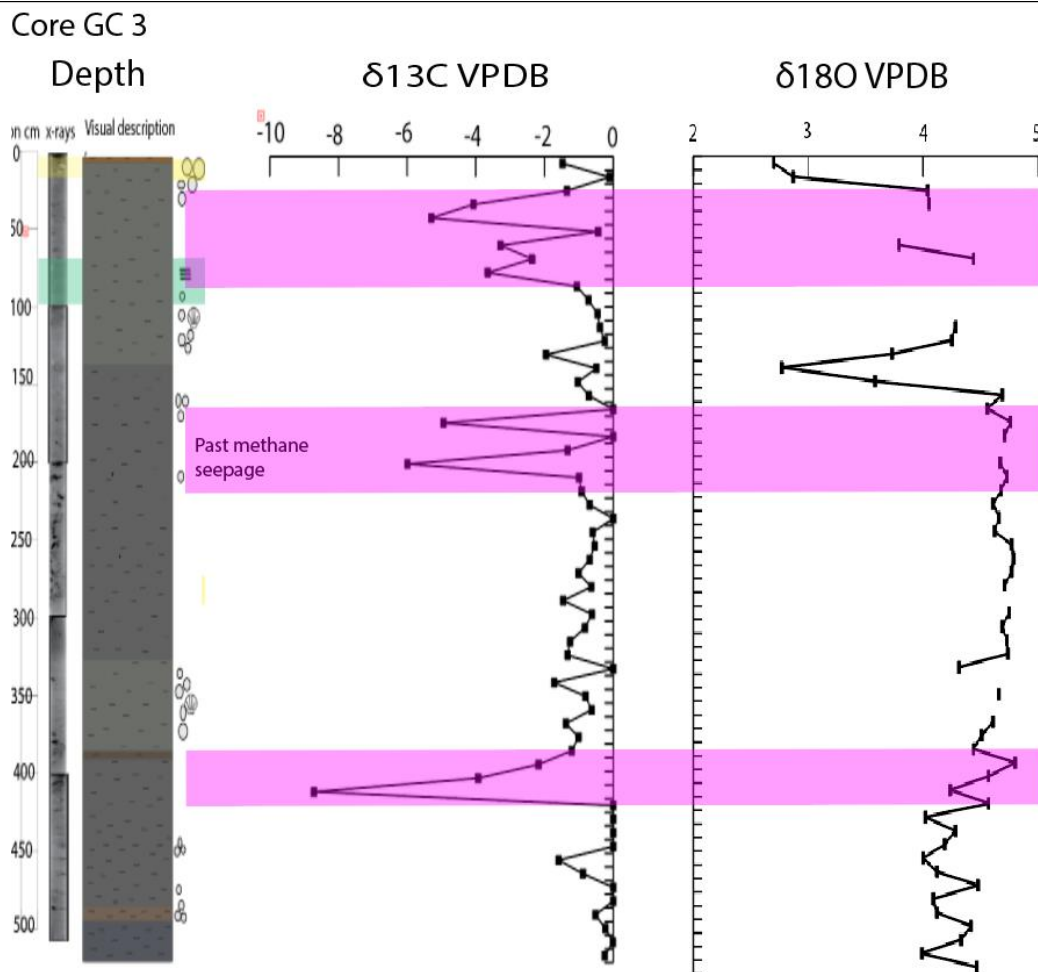 Core GC 3
Depth
δ13C VPDB
δ18O VPDB
on cm x-rays Visual description
-10 -8 -6 -4 -2 0
2 3 4 5
0
50
100
150
200
250
300
350
400
450
500
Past methane
seepage